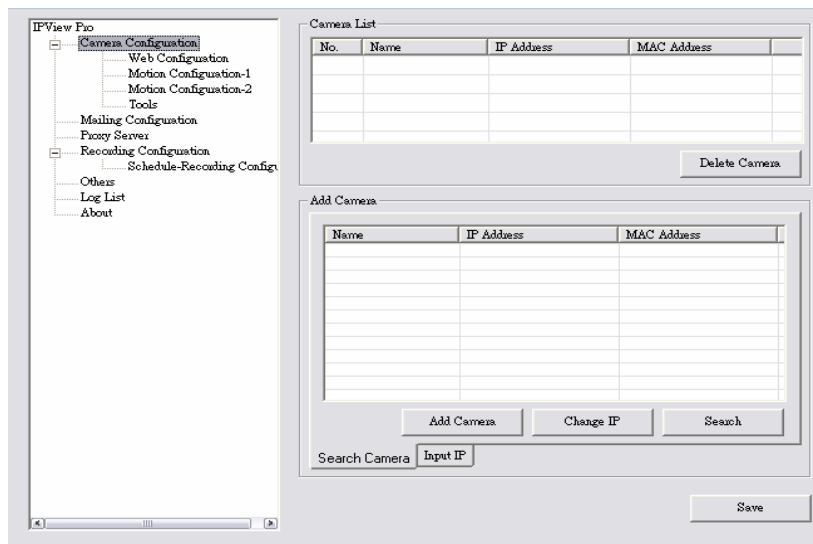 IPView Pro
Camera Configuration
Web Configuration
Motion Configuration-1
Motion Configuration-2
Tools
Mailing Configuration
Proxy Server
Recording Configuration
Schedule-Recording Configu
Others
Log List
About
Camera List
No. Name IP Address MAC Address
Delete Camera
Add Camera
Name IP Address MAC Address
Add Camera Change IP Search
Search Camera Input IP
Save